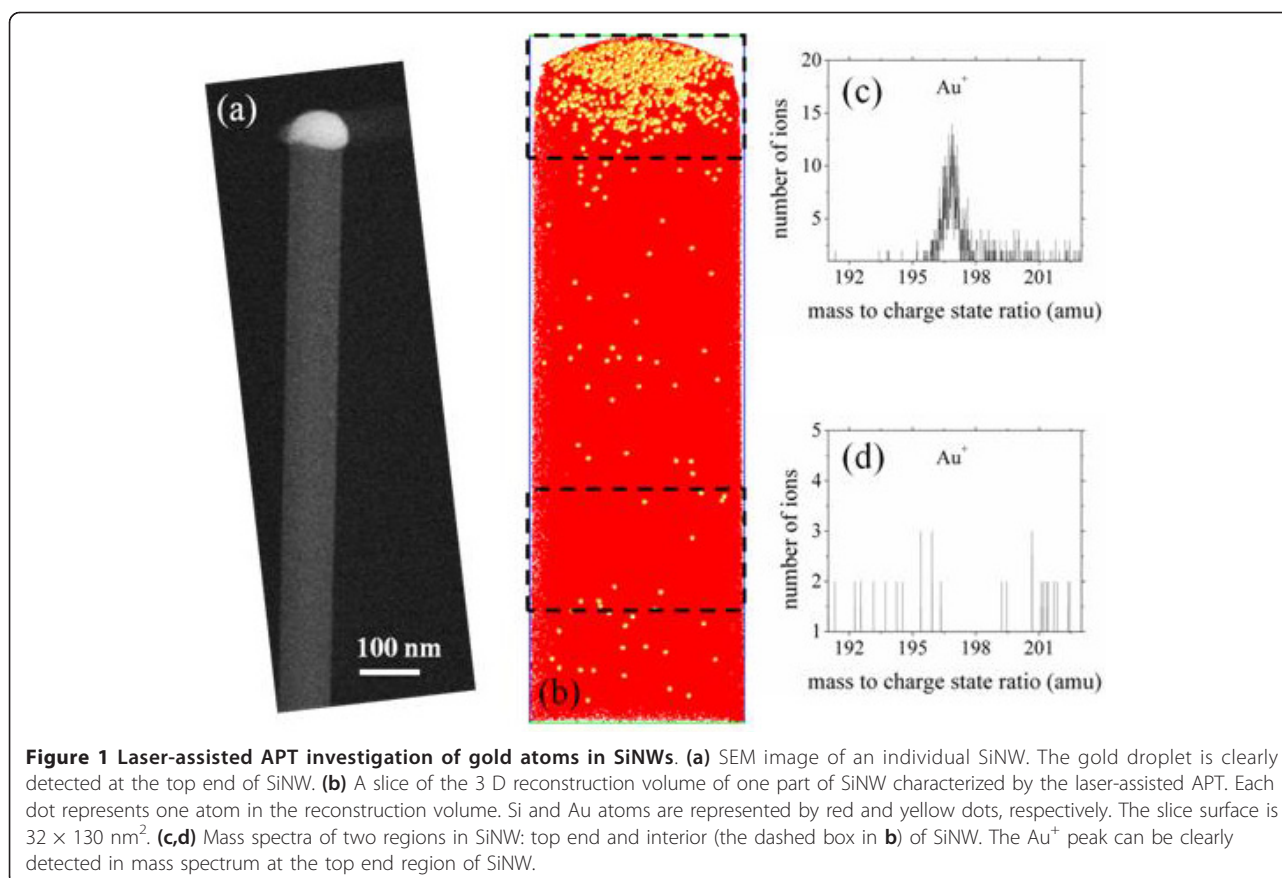 (a)
100 nm
(b)
(c)
Au+
20
15
10
5
number of ions
192 195 198 201
mass to charge state ratio (amu)
(d)
Au+
5
4
3
2
1
number of ions
192 195 198 201
mass to charge state ratio (amu)
Figure 1 Laser-assisted APT investigation of gold atoms in SiNWs. (a) SEM image of an individual SiNW. The gold droplet is clearly
detected at the top end of SiNW. (b) A slice of the 3 D reconstruction volume of one part of SiNW characterized by the laser-assisted APT. Each
dot represents one atom in the reconstruction volume. Si and Au atoms are represented by red and yellow dots, respectively. The slice surface is
32 × 130 nm². (c,d) Mass spectra of two regions in SiNW: top end and interior (the dashed box in b) of SiNW. The Au⁺ peak can be clearly
detected in mass spectrum at the top end region of SiNW.